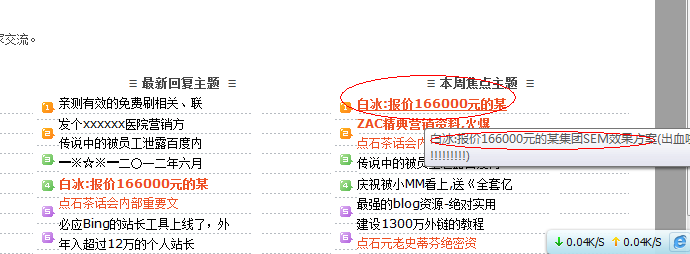 家交流。
≡ 最新回复主题 ≡
1 亲测有效的免费刷相关、联
2 发个xxxxxx医院营销方
传说中的被员工泄露百度内
3 ━※☆※━二○一二年六月
4 白冰:报价166000元的某
5 点石茶话会内部重要文
6 必应Bing的站长工具上线了，外
年入超过12万的个人站长
≡ 本周焦点主题 ≡
1 白冰:报价166000元的某
2 ZAC精典营销资料,火爆
点石茶话会内
3 传说中的被员工泄露百度内
4 庆祝被小MM看上,送《全套亿
5 最强的blog资源-绝对实用
6 建设1300万外链的教程
点石元老史蒂芬绝密资
白冰:报价166000元的某集团SEM效果方案(出血
!!!!!!!!!)
0.04K/S 0.04K/S